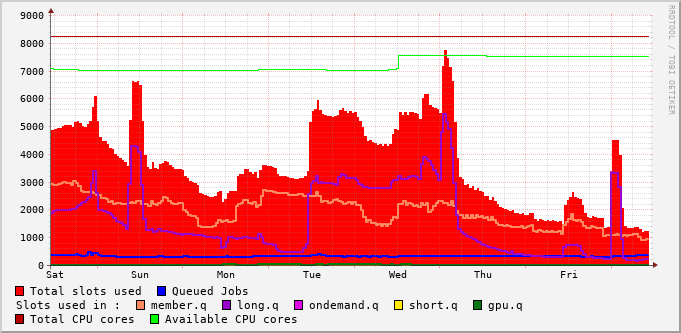 9000
8000
7000
6000
5000
4000
3000
2000
1000
0
Sat Sun Mon Tue Wed Thu Fri
RRDTOOL / TOBI OETIKER
Total slots used Queued Jobs
Slots used in : member.q long.q ondemand.q short.q gpu.q
Total CPU cores Available CPU cores